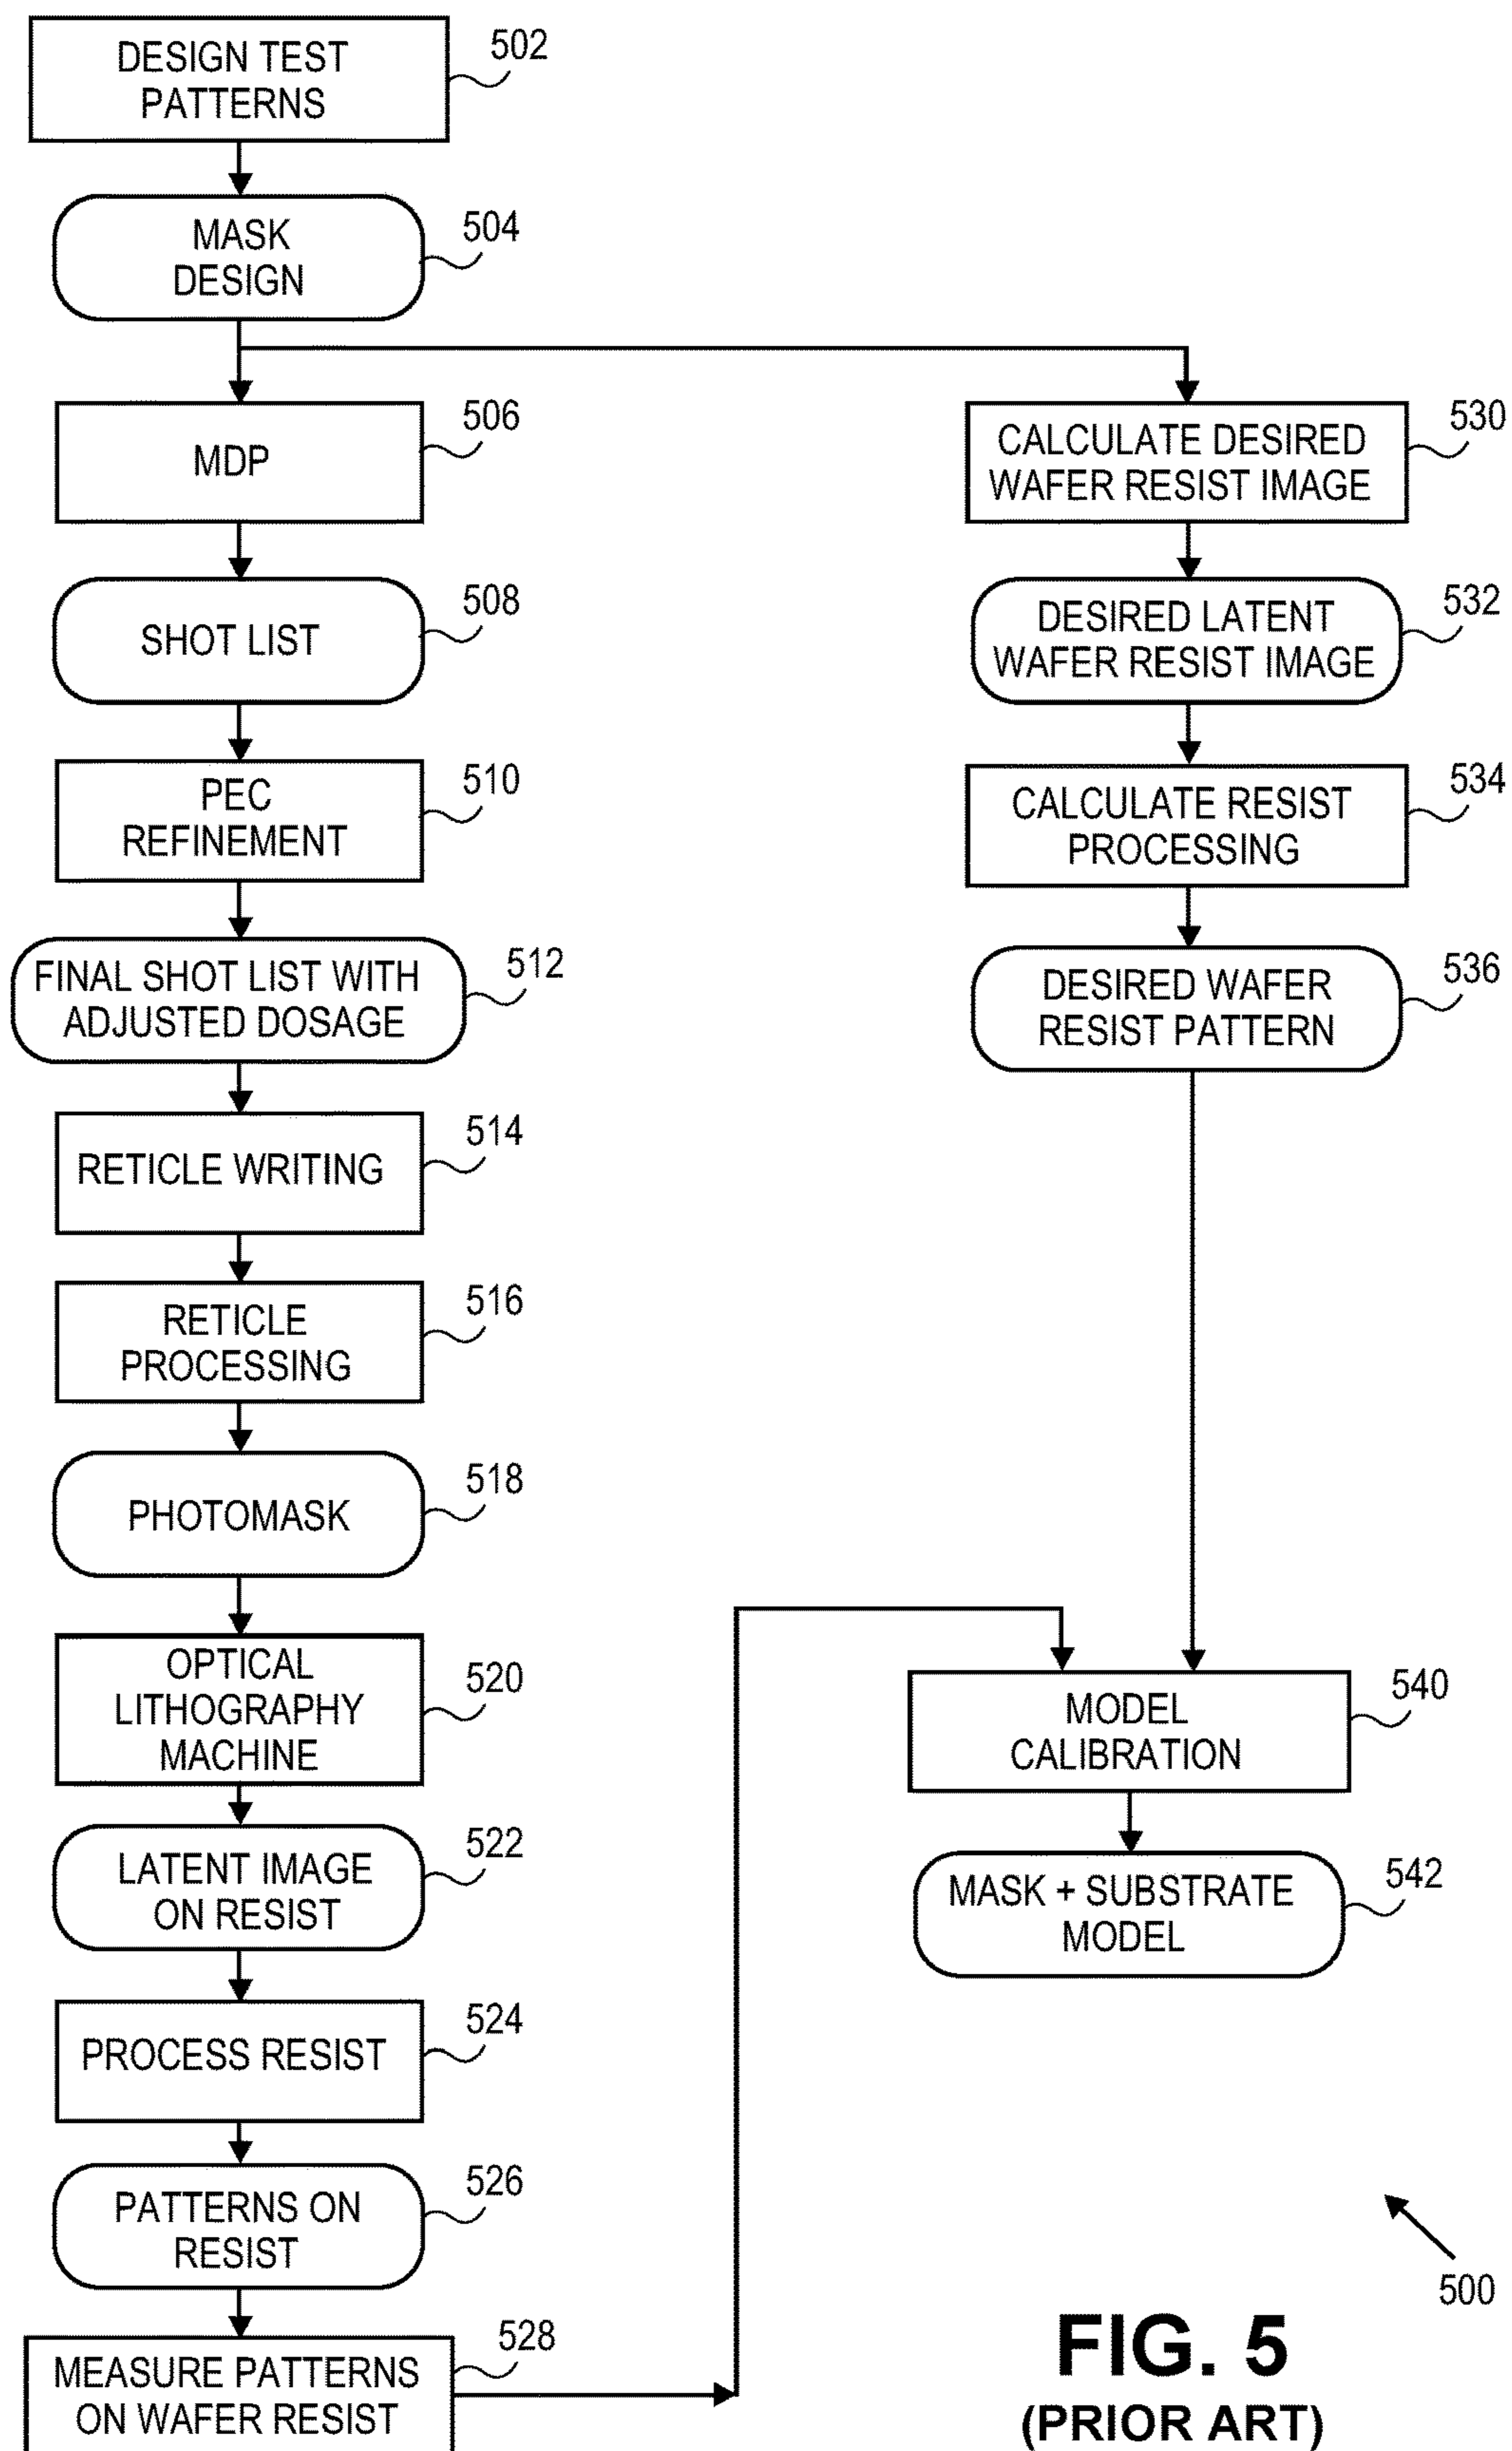 DESIGN TEST
PATTERNS
502
MASK
DESIGN
504
MDP
506
SHOT LIST
508
PEC
REFINEMENT
510
FINAL SHOT LIST WITH
ADJUSTED DOSAGE
512
RETICLE WRITING
514
RETICLE
PROCESSING
516
PHOTOMASK
518
OPTICAL
LITHOGRAPHY
MACHINE
520
LATENT IMAGE
ON RESIST
522
PROCESS RESIST
524
PATTERNS ON
RESIST
526
MEASURE PATTERNS
ON WAFER RESIST
528
CALCULATE DESIRED
WAFER RESIST IMAGE
530
DESIRED LATENT
WAFER RESIST IMAGE
532
CALCULATE RESIST
PROCESSING
534
DESIRED WAFER
RESIST PATTERN
536
MODEL
CALIBRATION
540
MASK + SUBSTRATE
MODEL
542
500
FIG. 5
(PRIOR ART)